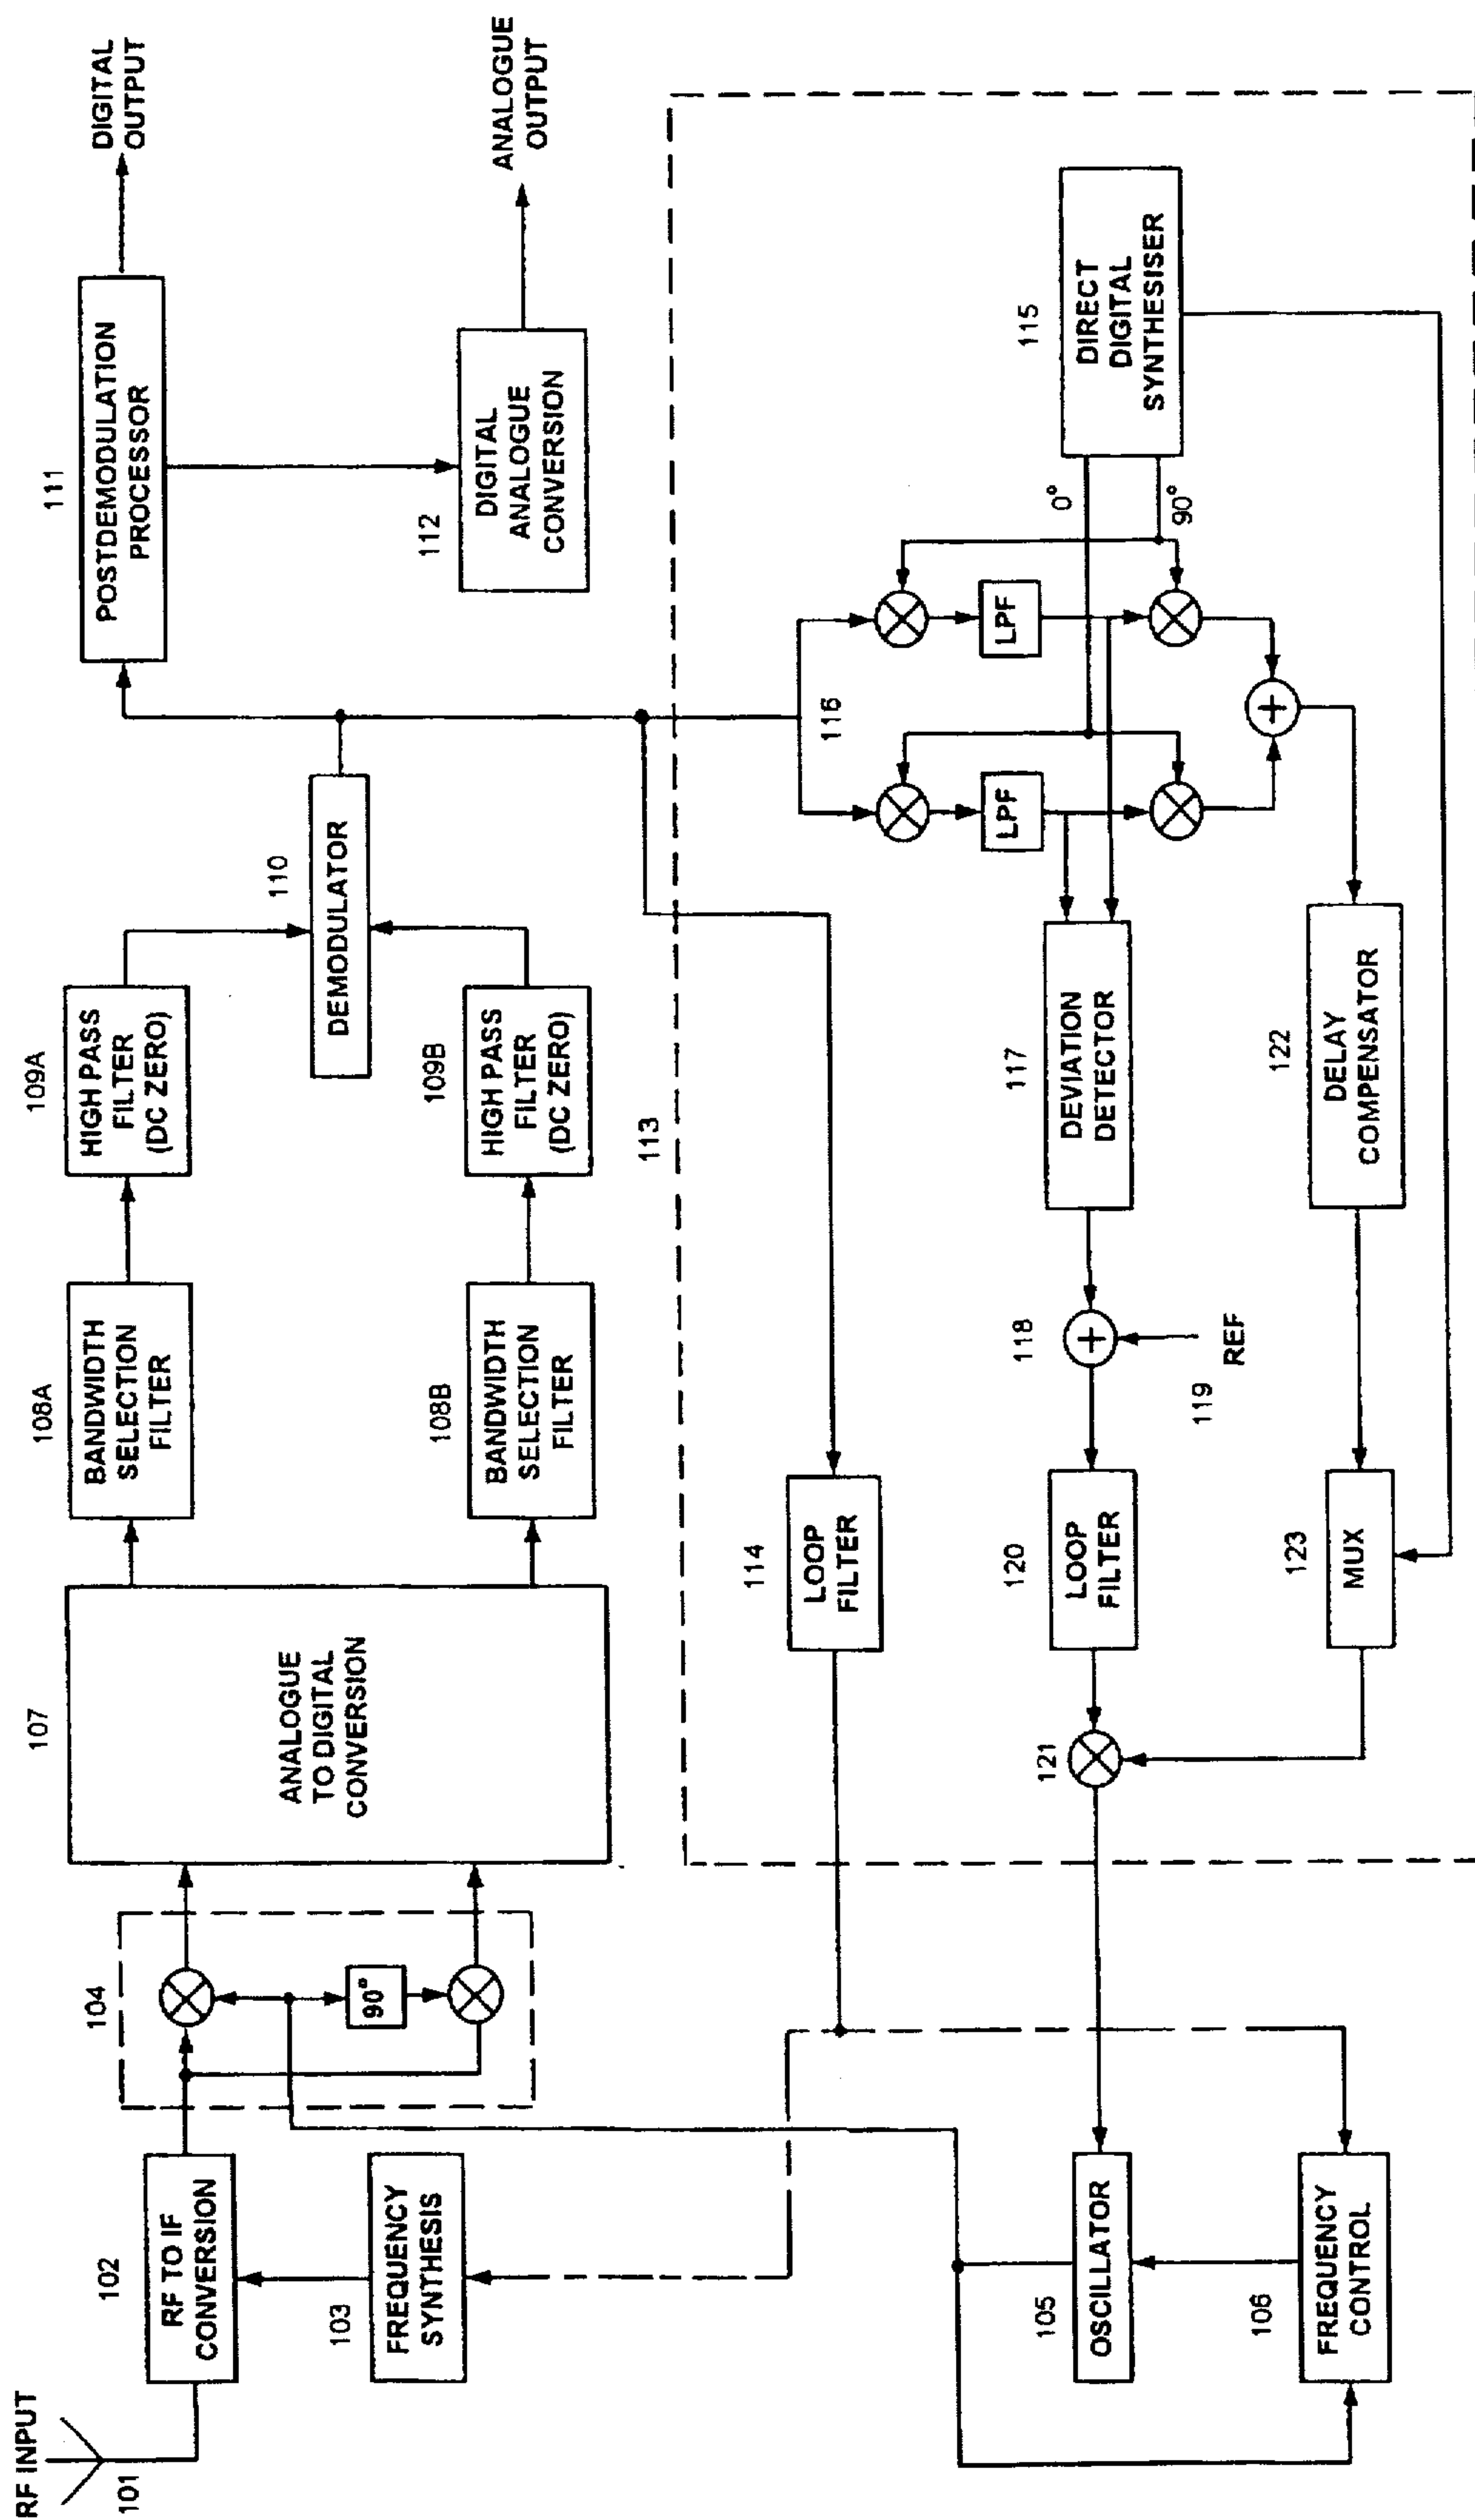 RF INPUT
101
102
RF TO IF
CONVERSION
103
FREQUENCY
SYNTHESIS
104
90°
107
ANALOGUE
TO DIGITAL
CONVERSION
108A
BANDWIDTH
SELECTION
FILTER
108B
BANDWIDTH
SELECTION
FILTER
109A
HIGH PASS
FILTER
(DC ZERO)
109B
HIGH PASS
FILTER
(DC ZERO)
110
DEMODULATOR
111
POSTDEMODULATION
PROCESSOR
DIGITAL
OUTPUT
112
DIGITAL
ANALOGUE
CONVERSION
ANALOGUE
OUTPUT
113
114
LOOP
FILTER
116
LPF
LPF
0°
90°
115
DIRECT
DIGITAL
SYNTHESISER
117
DEVIATION
DETECTOR
118
119
REF
120
LOOP
FILTER
121
122
DELAY
COMPENSATOR
123
MUX
105
OSCILLATOR
106
FREQUENCY
CONTROL